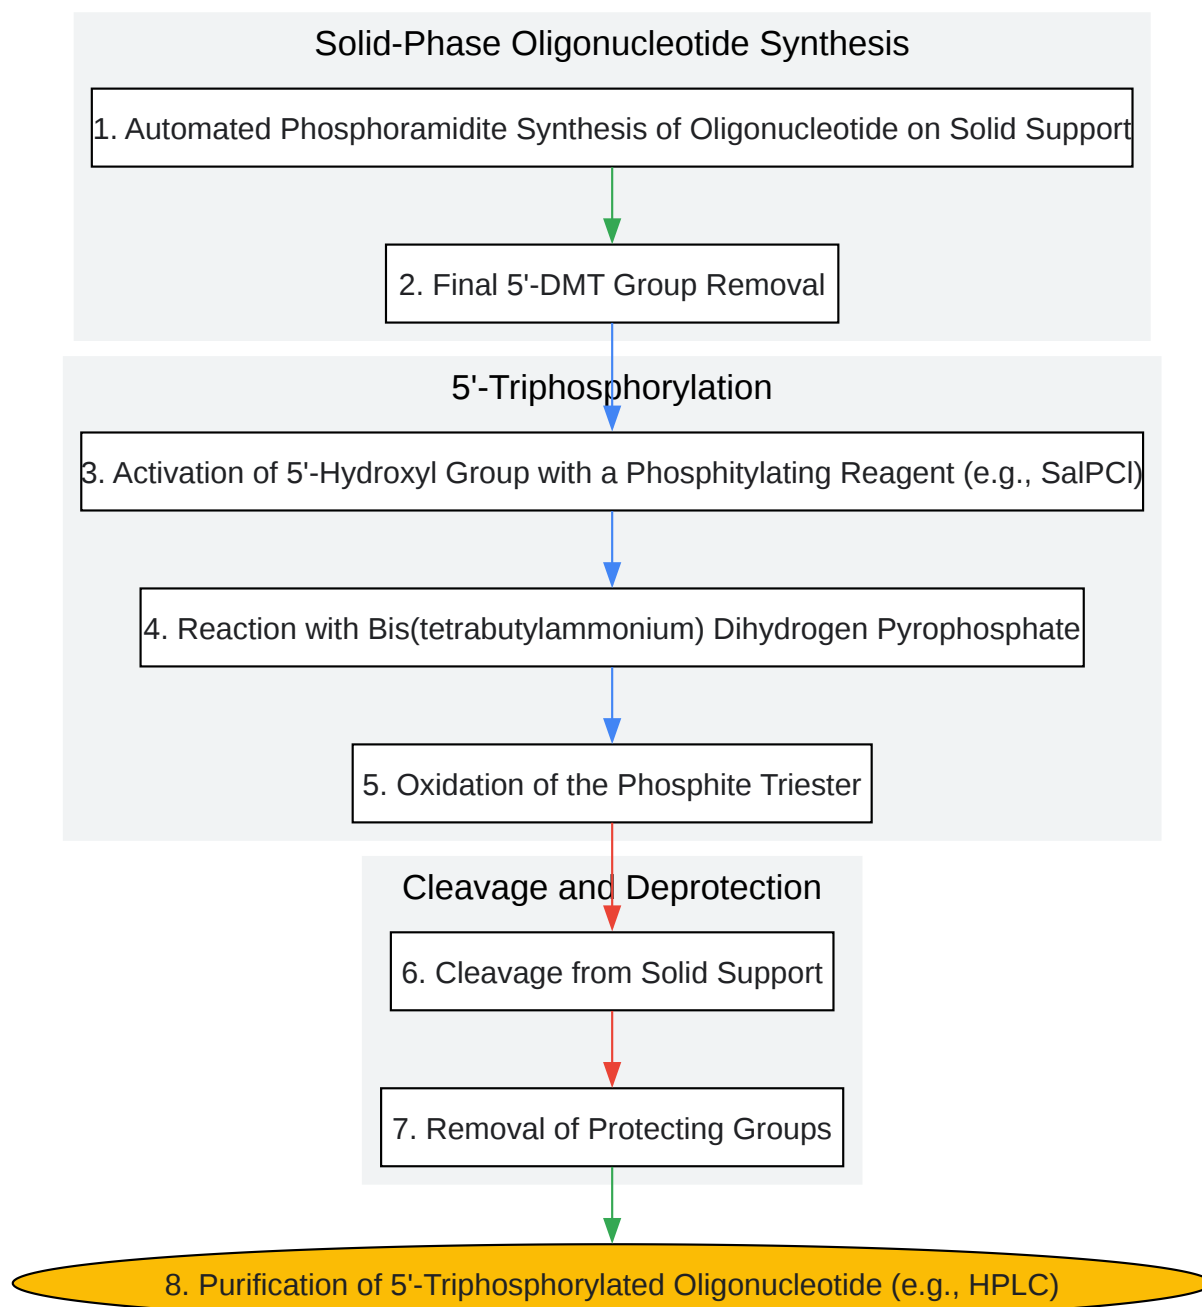 Solid-Phase Oligonucleotide Synthesis
1. Automated Phosphoramidite Synthesis of Oligonucleotide on Solid Support
2. Final 5'-DMT Group Removal
5'-Triphosphorylation
3. Activation of 5'-Hydroxyl Group with a Phosphitylating Reagent (e.g., SalPCl)
4. Reaction with Bis(tetrabutylammonium) Dihydrogen Pyrophosphate
5. Oxidation of the Phosphite Triester
Cleavage and Deprotection
6. Cleavage from Solid Support
7. Removal of Protecting Groups
8. Purification of 5'-Triphosphorylated Oligonucleotide (e.g., HPLC)